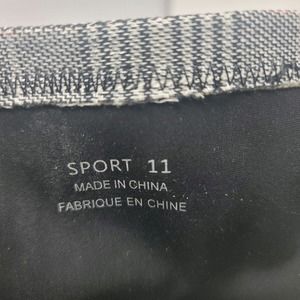 SPORT 11
MADE IN CHINA
FABRIQUE EN CHINE